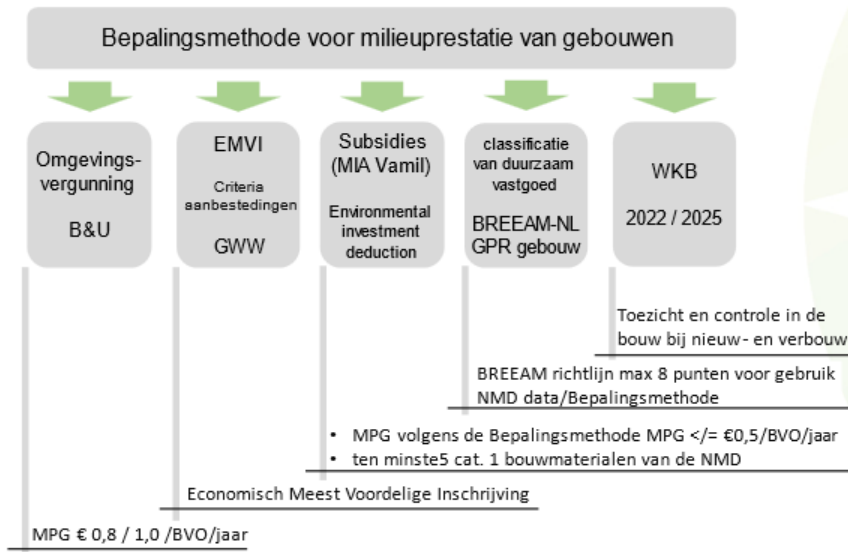 Bepalingsmethode voor milieuprestatie van gebouwen
Omgevings-
vergunning
B&U
EMVI
Criteria
aanbestedingen
GWW
Subsidies
(MIA Vamil)
Environmental
investment
deduction
classificatie
van duurzaam
vastgoed
BREEAM-NL
GPR gebouw
WKB
2022 / 2025
Toezicht en controle in de
bouw bij nieuw- en verbouw
BREEAM richtlijn max 8 punten voor gebruik
NMD data/Bepalingsmethode
• MPG volgens de Bepalingsmethode MPG </= €0,5/BVO/jaar
• ten minste5 cat. 1 bouwmaterialen van de NMD
Economisch Meest Voordelige Inschrijving
MPG € 0,8 / 1,0 /BVO/jaar